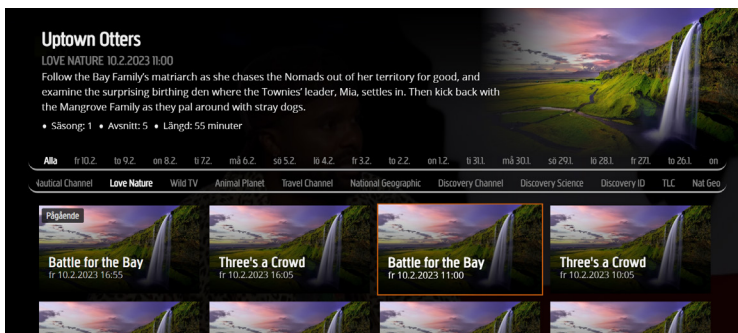 Uptown Otters
LOVE NATURE 10.2.2023 11:00
Follow the Bay Family's matriarch as she chases the Nomads out of her territory for good, and
examine the surprising birthing den where the Townies' leader, Mia, settles in. Then kick back with
the Mangrove Family as they pal around with stray dogs.
• Säsong: 1 • Avsnitt: 5 • Längd: 55 minuter
Alla fr 10.2. to 9.2. on 8.2. ti 7.2. må 6.2. sö 5.2. lö 4.2. fr 3.2. to 2.2. on 1.2. ti 31.1. må 30.1. sö 29.1. lö 28.1. fr 27.1. to 26.1. on
Nautical Channel Love Nature Wild TV Animal Planet Travel Channel National Geographic Discovery Channel Discovery Science Discovery ID TLC Nat Geo
Pågående
Battle for the Bay
fr 10.2.2023 16:55
Three's a Crowd
fr 10.2.2023 16:05
Battle for the Bay
fr 10.2.2023 11:00
Three's a Crowd
fr 10.2.2023 10:05